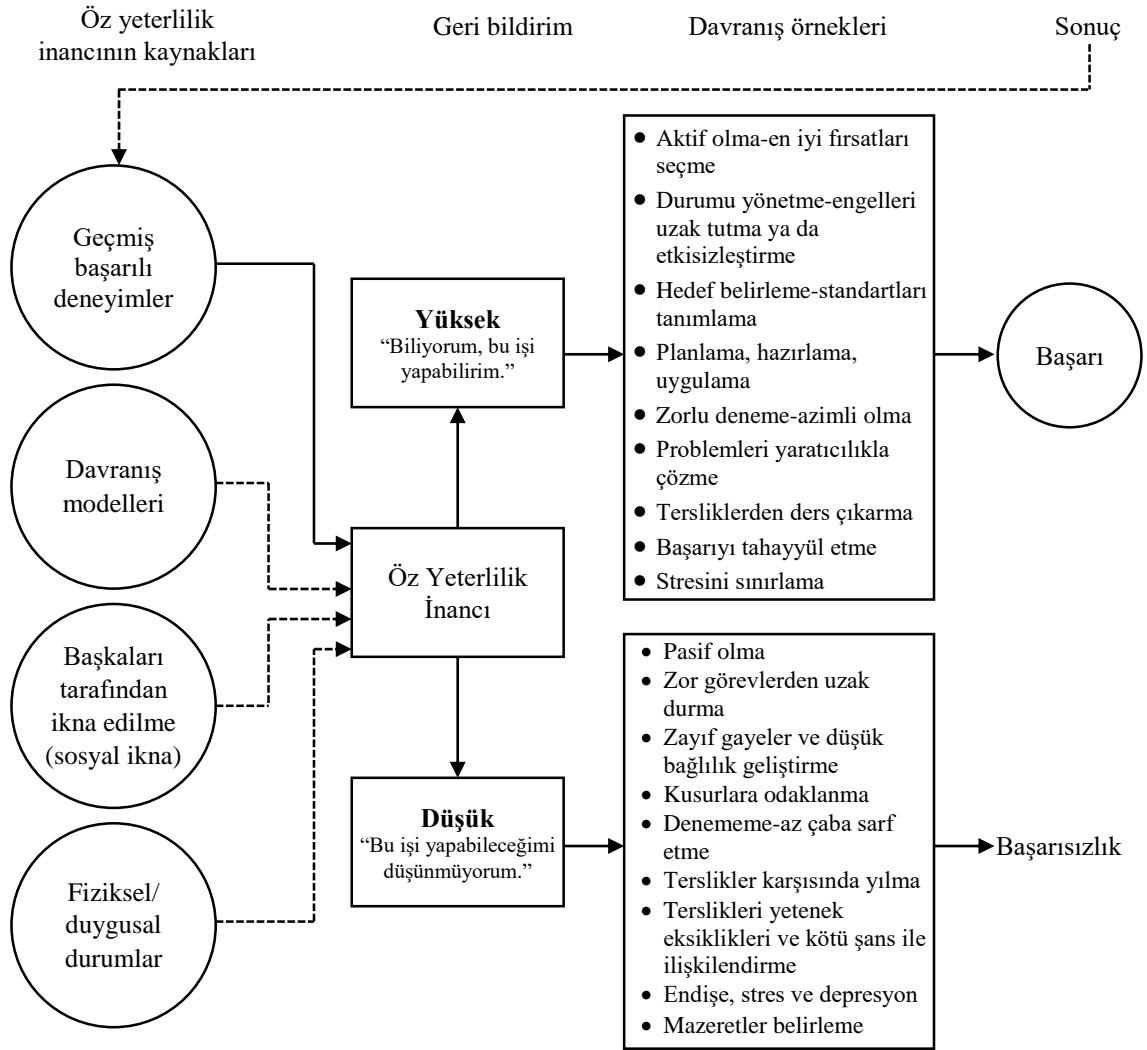 Öz yeterlilik
inancının kaynakları
Geri bildirim
Davranış örnekleri
Sonuç
Geçmiş
başarılı
deneyimler
Davranış
modelleri
Başkaları
tarafından
ikna edilme
(sosyal ikna)
Fiziksel/
duygusal
durumlar
Yüksek
“Biliyorum, bu işi
yapabilirim.”
Öz Yeterlilik
İnancı
Düşük
“Bu işi yapabileceğimi
düşünmüyorum.”
• Aktif olma-en iyi fırsatları
seçme
• Durumu yönetme-engelleri
uzak tutma ya da
etkisizleştirme
• Hedef belirleme-standartları
tanımlama
• Planlama, hazırlama,
uygulama
• Zorlu deneme-azimli olma
• Problemleri yaratıcılıkla
çözme
• Tersliklerden ders çıkarma
• Başarıyı tahayyül etme
• Stresini sınırlama
• Pasif olma
• Zor görevlerden uzak
durma
• Zayıf gayeler ve düşük
bağlılık geliştirme
• Kusurlara odaklanma
• Denememe-az çaba sarf
etme
• Terslikler karşısında yılma
• Terslikleri yetenek
eksiklikleri ve kötü şans ile
ilişkilendirme
• Endişe, stres ve depresyon
• Mazeretler belirleme
Başarı
Başarısızlık